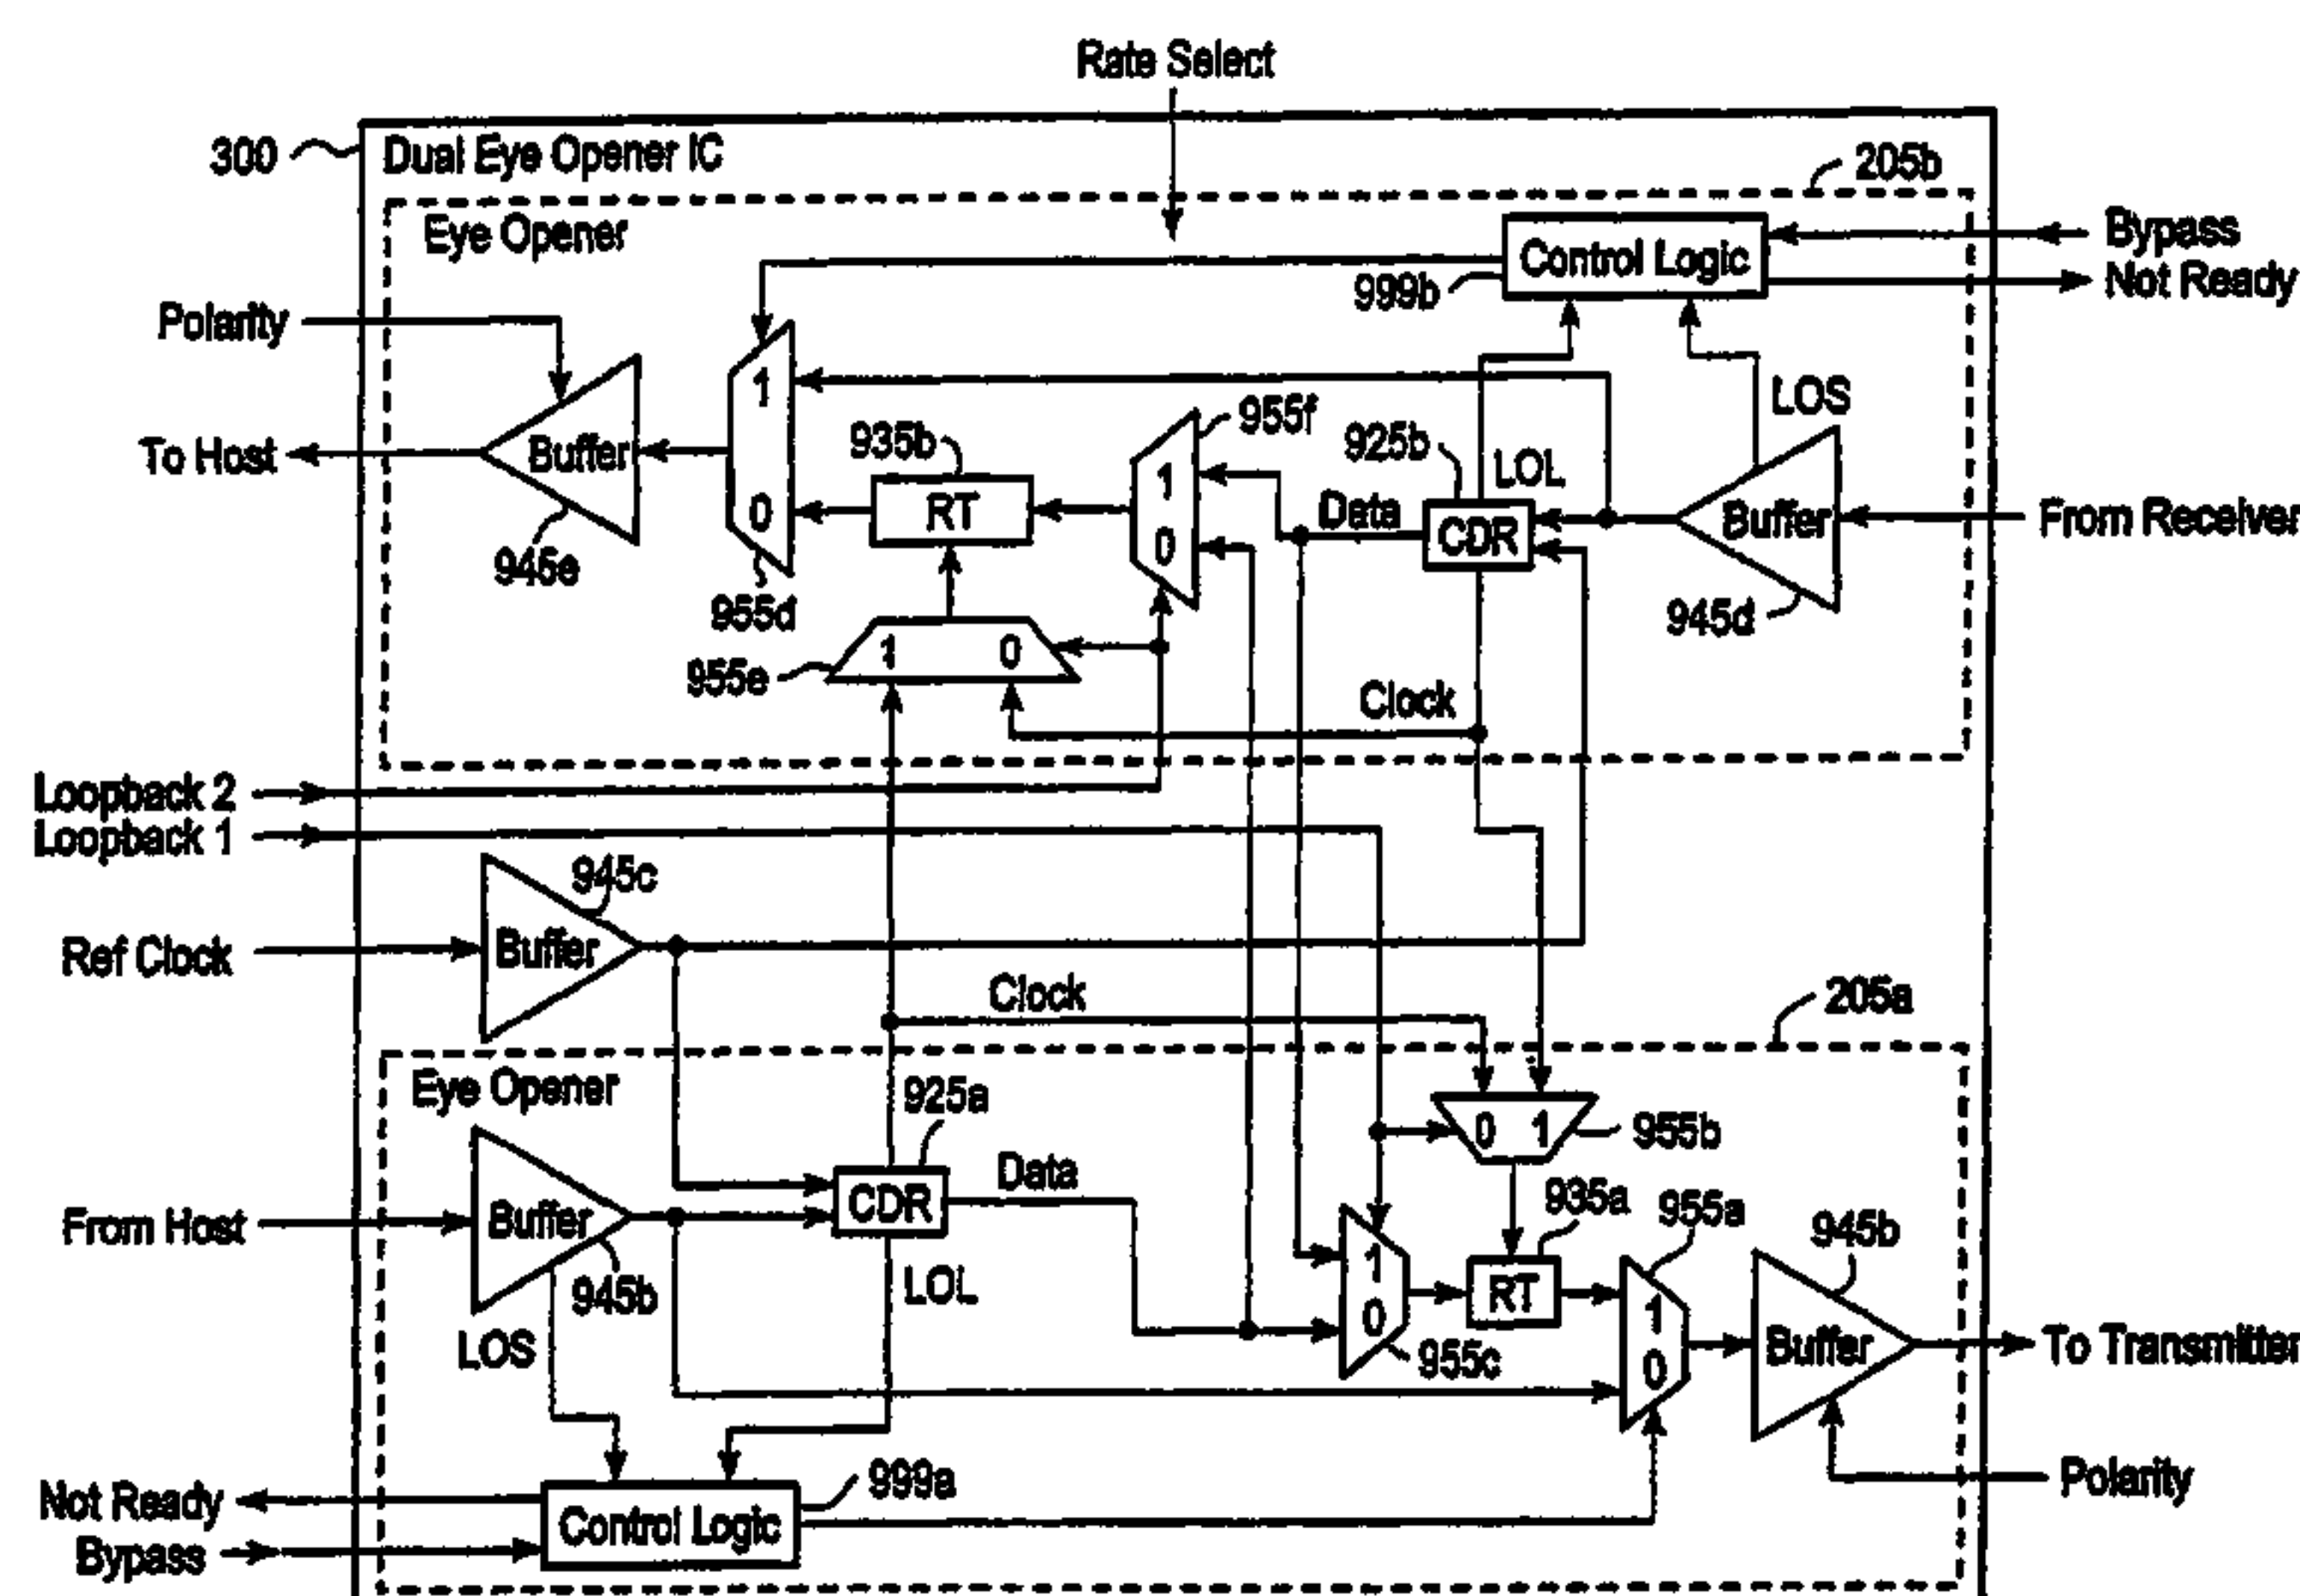 Rate Select
300
Dual Eye Opener IC
205b
Eye Opener
Control Logic
Bypass
999b
Not Ready
Polarity
1
LOS
955f
935b
925b
To Host
Buffer
1
LOL
0
RT
Data
Buffer
From Receiver
0
CDR
945e
955d
945d
1 0
955e
Clock
Loopback 2
Loopback 1
945c
Ref Clock
Buffer
Clock
205a
Eye Opener
925a
0 1
955b
Data
935a
955a
945b
From Host
Buffer
CDR
1
LOL
945b
RT
1
0
LOS
955c
0
Buffer
To Transmitter
999a
Polarity
Not Ready
Control Logic
Bypass